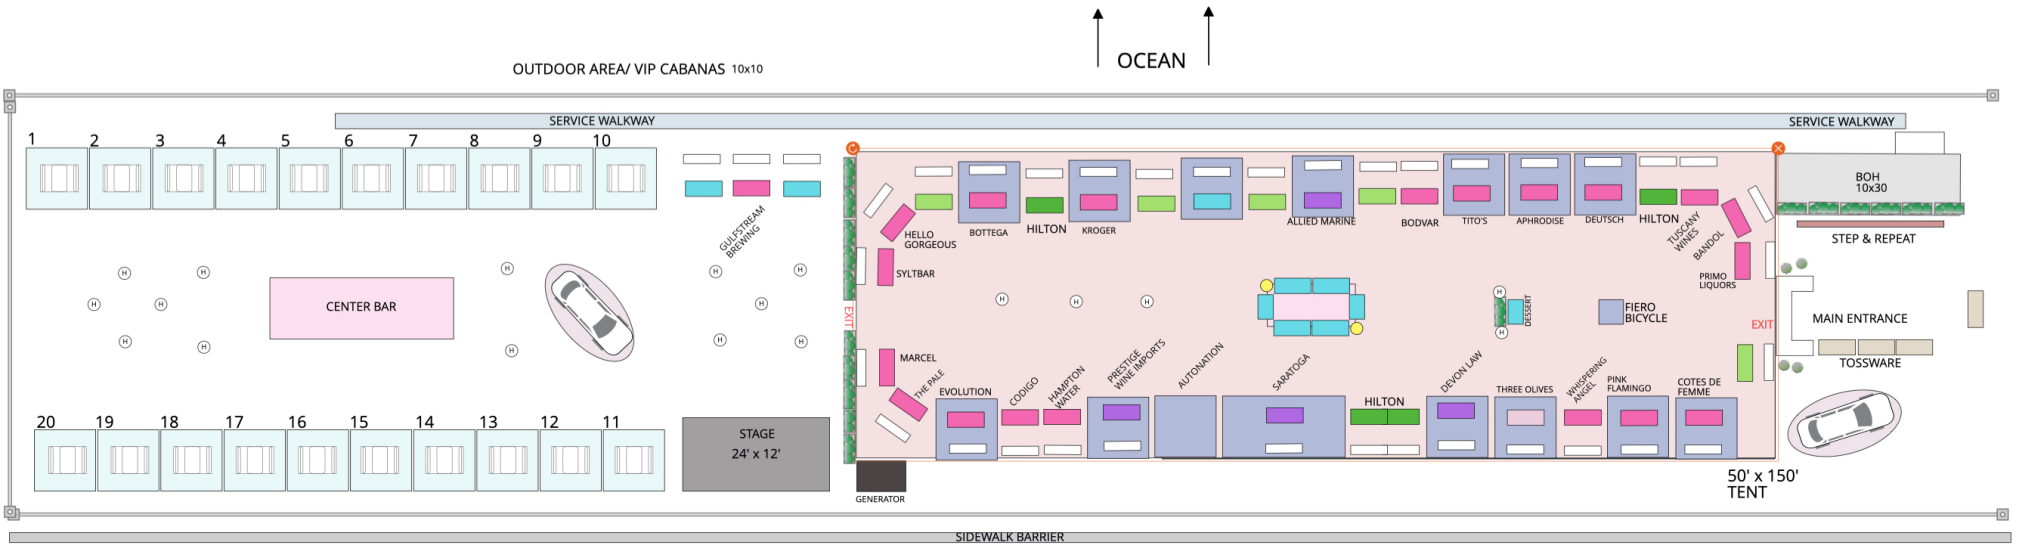 OCEAN
OUTDOOR AREA/ VIP CABANAS 10x10
SERVICE WALKWAY
SERVICE WALKWAY
1
2
3
4
5
6
7
8
9
10
GULFSTREAM
BREWING
HELLO
GORGEOUS
BOTTEGA
HILTON
KROGER
ALLIED MARINE
BODVAR
TITO'S
APHRODISE
DEUTSCH
HILTON
TUSCANY
WINES
BANDOL
BOH
10x30
STEP & REPEAT
SYLTBAR
PRIMO
LIQUORS
H
H
H
H
H
H
H
H
CENTER BAR
H
H
H
H
H
EXIT
H
H
H
H
H
DESSERT
FIERO
BICYCLE
EXIT
MAIN ENTRANCE
TOSSWARE
MARCEL
THE PALE
EVOLUTION
CODIGO
HAMPTON
WATER
PRESTIGE
WINE IMPORTS
AUTONATION
SARATOGA
HILTON
DEVON LAW
THREE OLIVES
WHISPERING
ANGEL
PINK
FLAMINGO
COTES DE
FEMME
20
19
18
17
16
15
14
13
12
11
STAGE
24' x 12'
GENERATOR
50' x 150'
TENT
SIDEWALK BARRIER